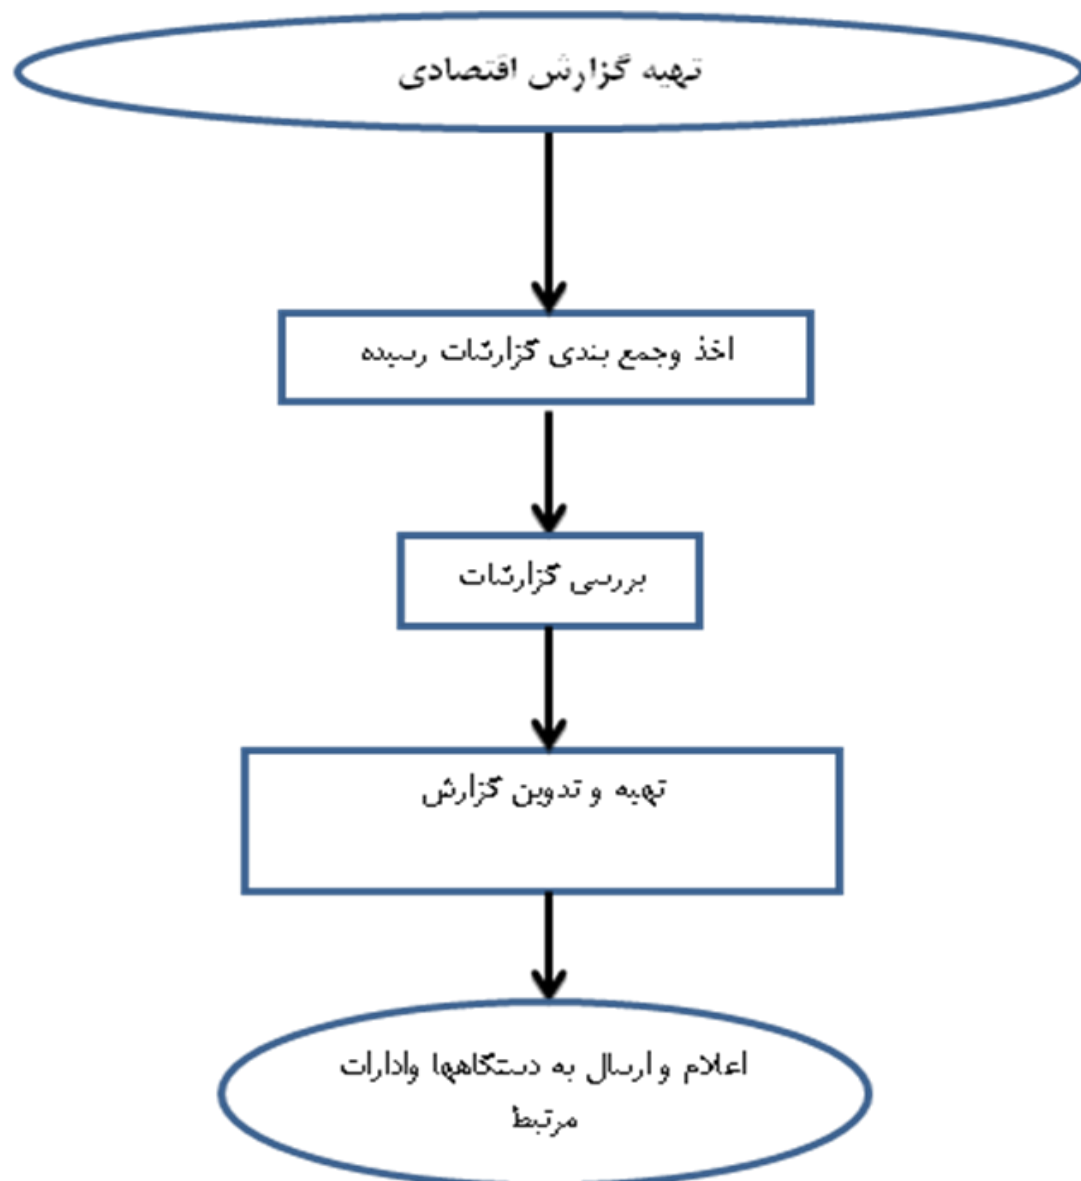 تهیه گزارش اقتصادی
اخذ وجمع بندی گزارشات رسیده
بررسی گزارشات
تهیه و تدوین گزارش
اعلام و ارسال به دستگاهها وادارات
مرتبط